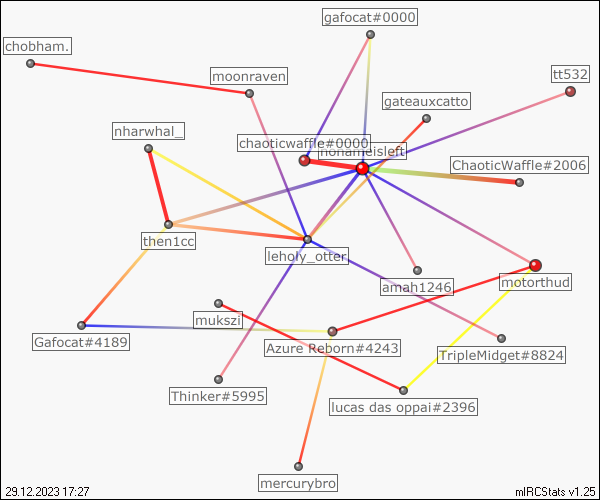 gafocat#0000
chobham.
moonraven
tt532
gateauxcatto
nharwhal_
chaoticwaffle#0000
nonameisleft
ChaoticWaffle#2006
then1cc
leholy_otter
amah1246
motorthud
mukszi
Gafocat#4189
Azure Reborn#4243
TripleMidget#8824
Thinker#5995
lucas das oppai#2396
mercurybro
29.12.2023 17:27
mIRCStats v1.25